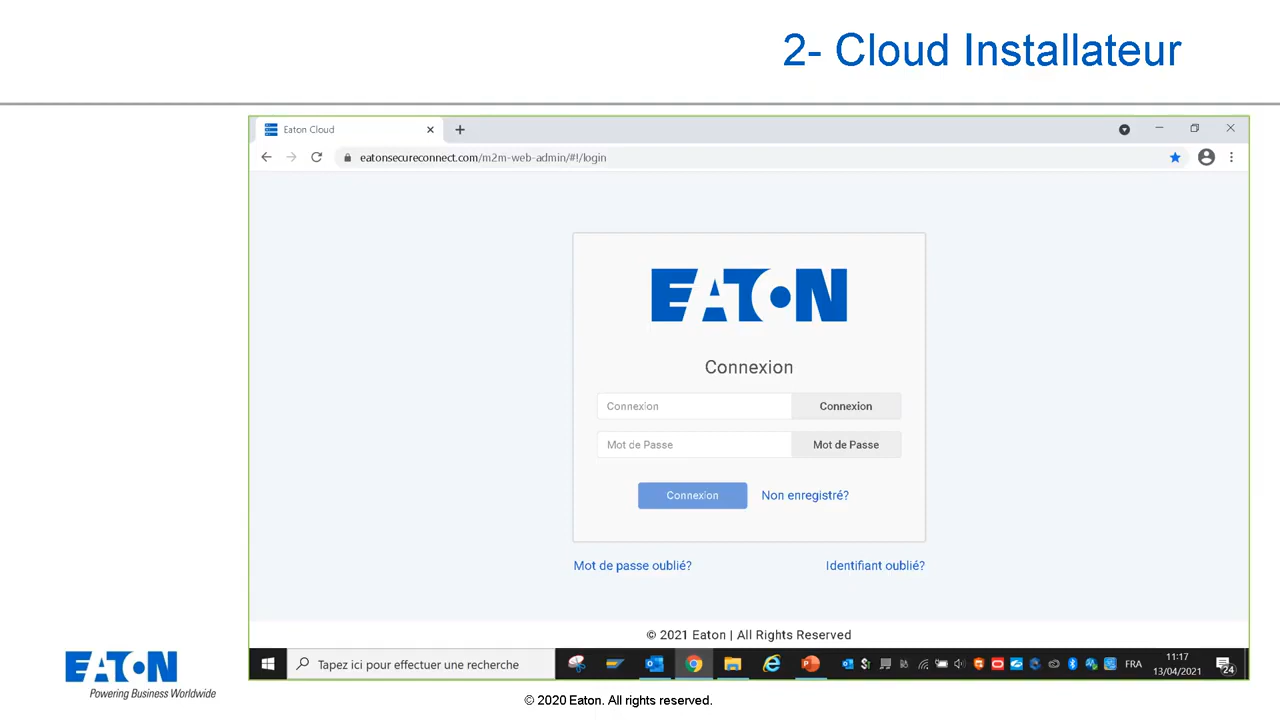 2- Cloud Installateur
Eaton Cloud
eatonsecureconnect.com/m2m-web-admin/#!/login
EATON
Connexion
Connexion Connexion
Mot de Passe Mot de Passe
Connexion Non enregistré?
Mot de passe oublié? Identifiant oublié?
© 2021 Eaton | All Rights Reserved
Tapez ici pour effectuer une recherche
FRA
11:17
13/04/2021
24
EATON
Powering Business Worldwide
© 2020 Eaton. All rights reserved.